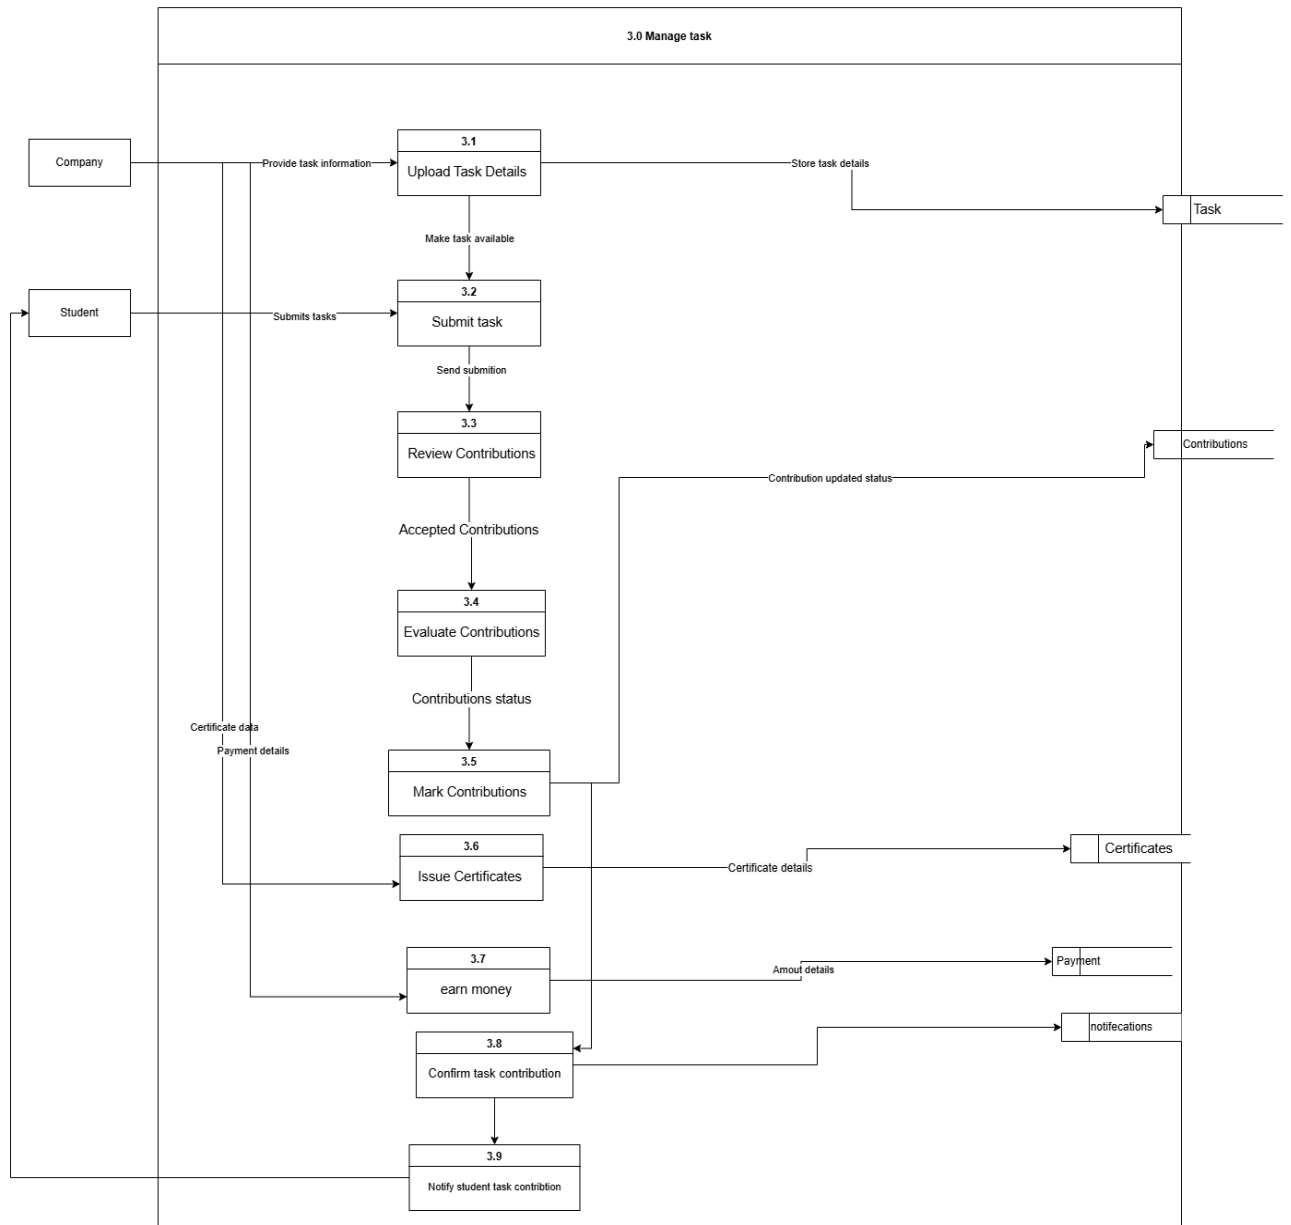 3.0 Manage task
3.1
Company
Provide task information
Upload Task Details
Store task details
Task
Make task available
3.2
Student
Submits tasks
Submit task
Send submition
3.3
Review Contributions
Contributions
Contribution updated status
Accepted Contributions
3.4
Evaluate Contributions
Contributions status
Certificate data
Payment details
3.5
Mark Contributions
3.6
Issue Certificates
Certificate details
Certificates
3.7
earn money
Amout details
Payment
notifecations
3.8
Confirm task contribution
3.9
Notify student task contribtion